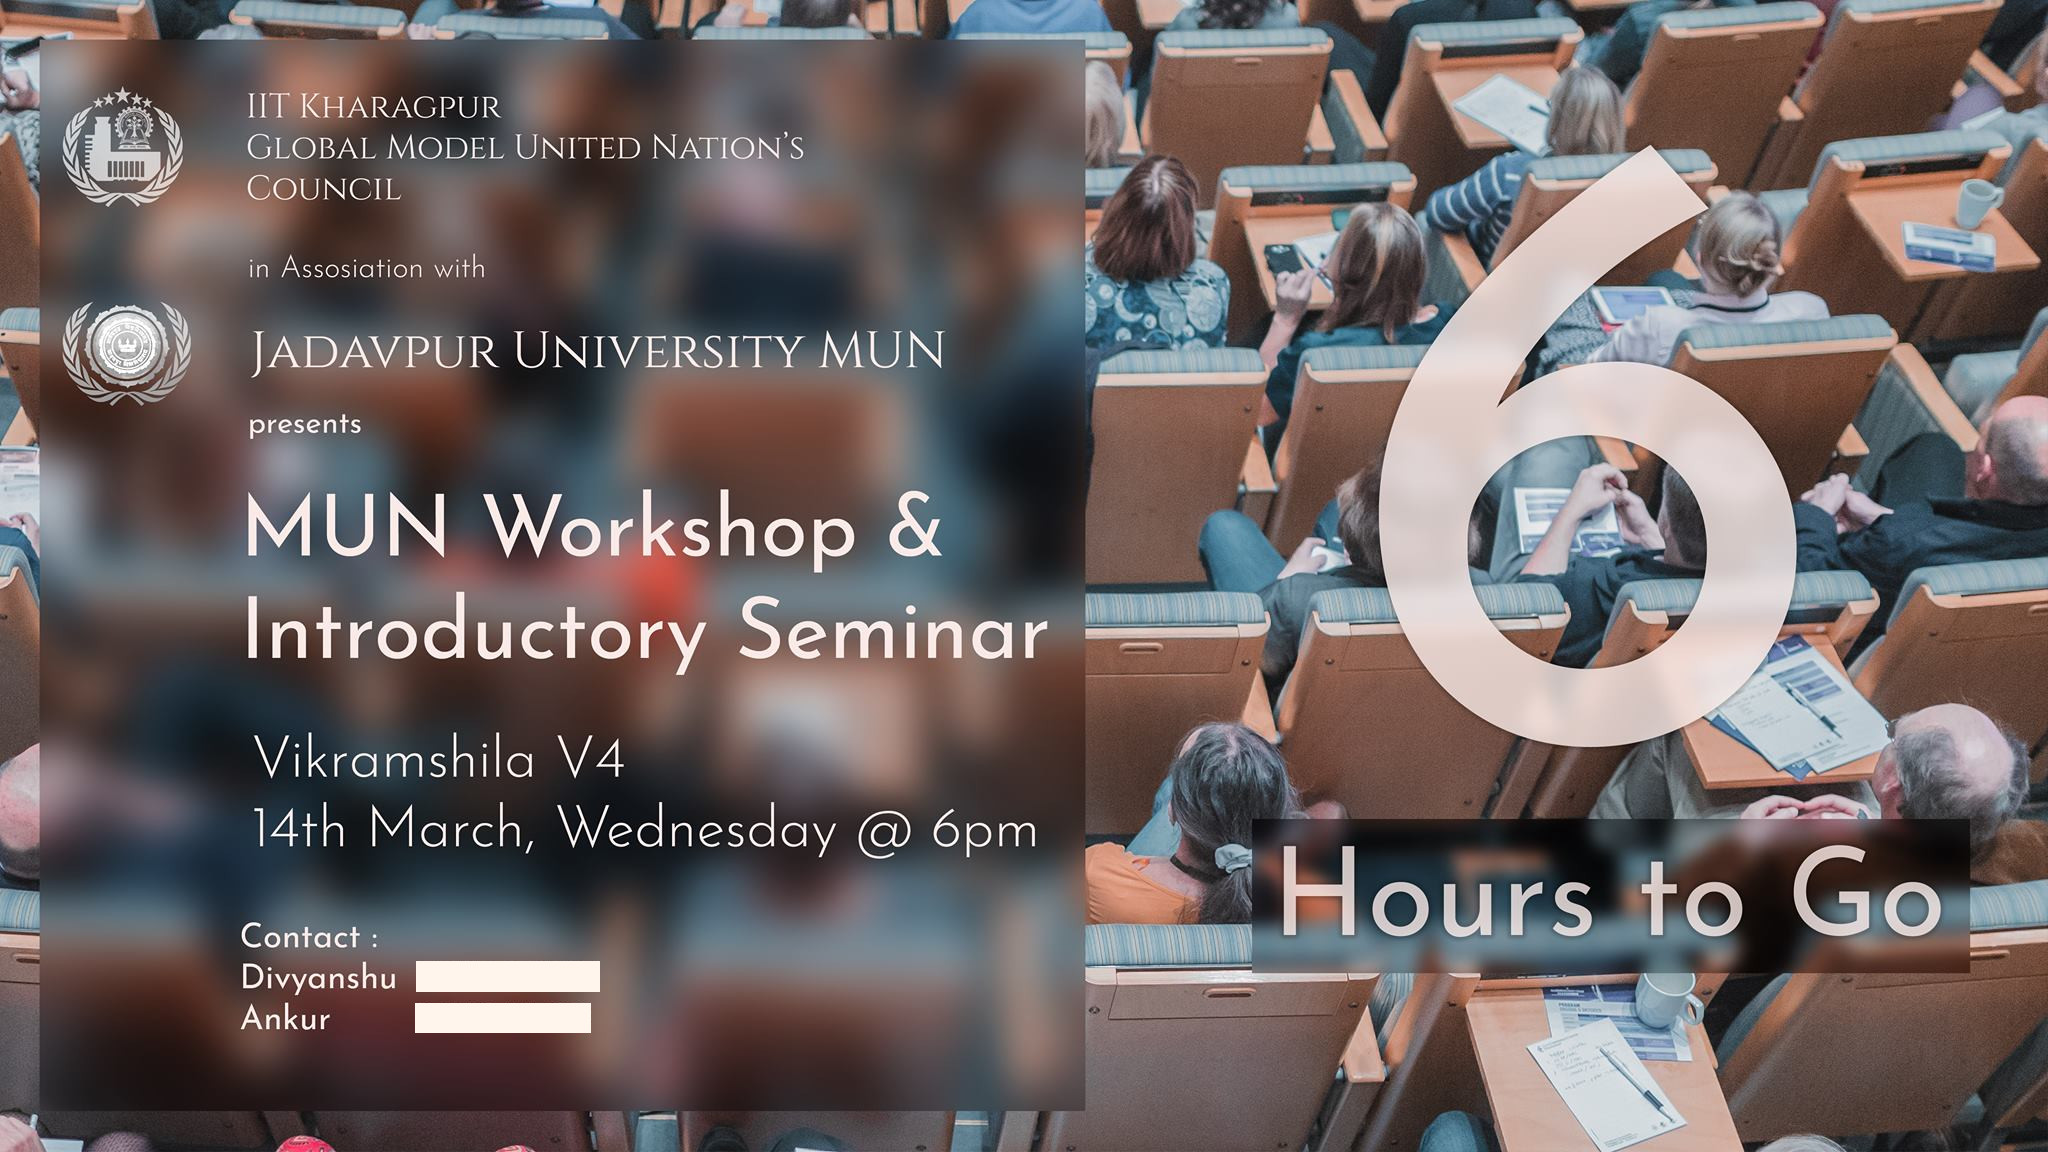 IIT Kharagpur
Global Model United Nation's
Council
in Assosiation with
Jadavpur University MUN
presents
MUN Workshop &
Introductory Seminar
Vikramshila V4
14th March, Wednesday @ 6pm
Contact :
Divyanshu
Ankur
6
Hours to Go